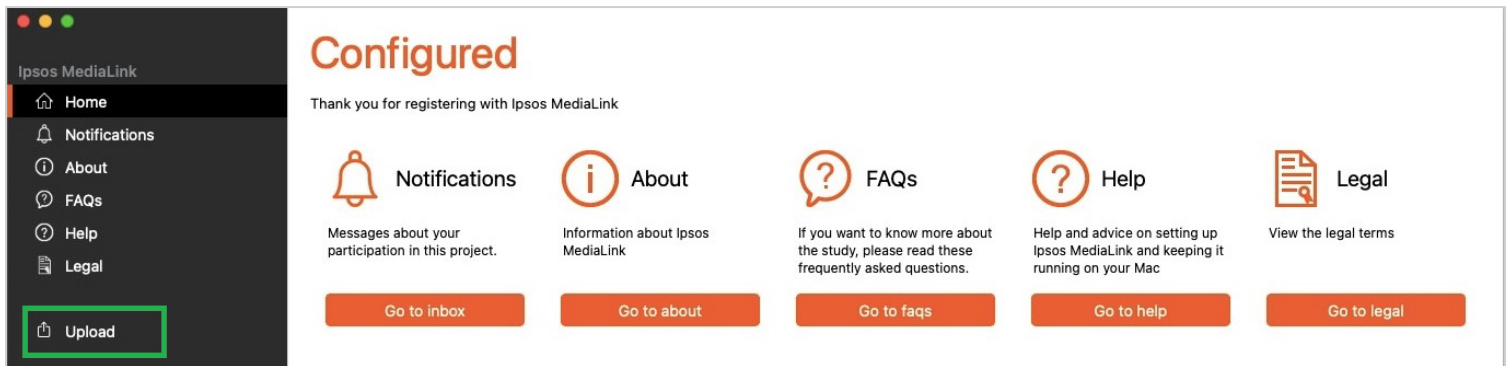 Ipsos MediaLink
Home
Notifications
About
FAQs
Help
Legal
Upload
Configured
Thank you for registering with Ipsos MediaLink
Notifications
Messages about your
participation in this project.
Go to inbox
About
Information about Ipsos
MediaLink
Go to about
FAQs
If you want to know more about
the study, please read these
frequently asked questions.
Go to faqs
Help
Help and advice on setting up
Ipsos MediaLink and keeping it
running on your Mac
Go to help
Legal
View the legal terms
Go to legal